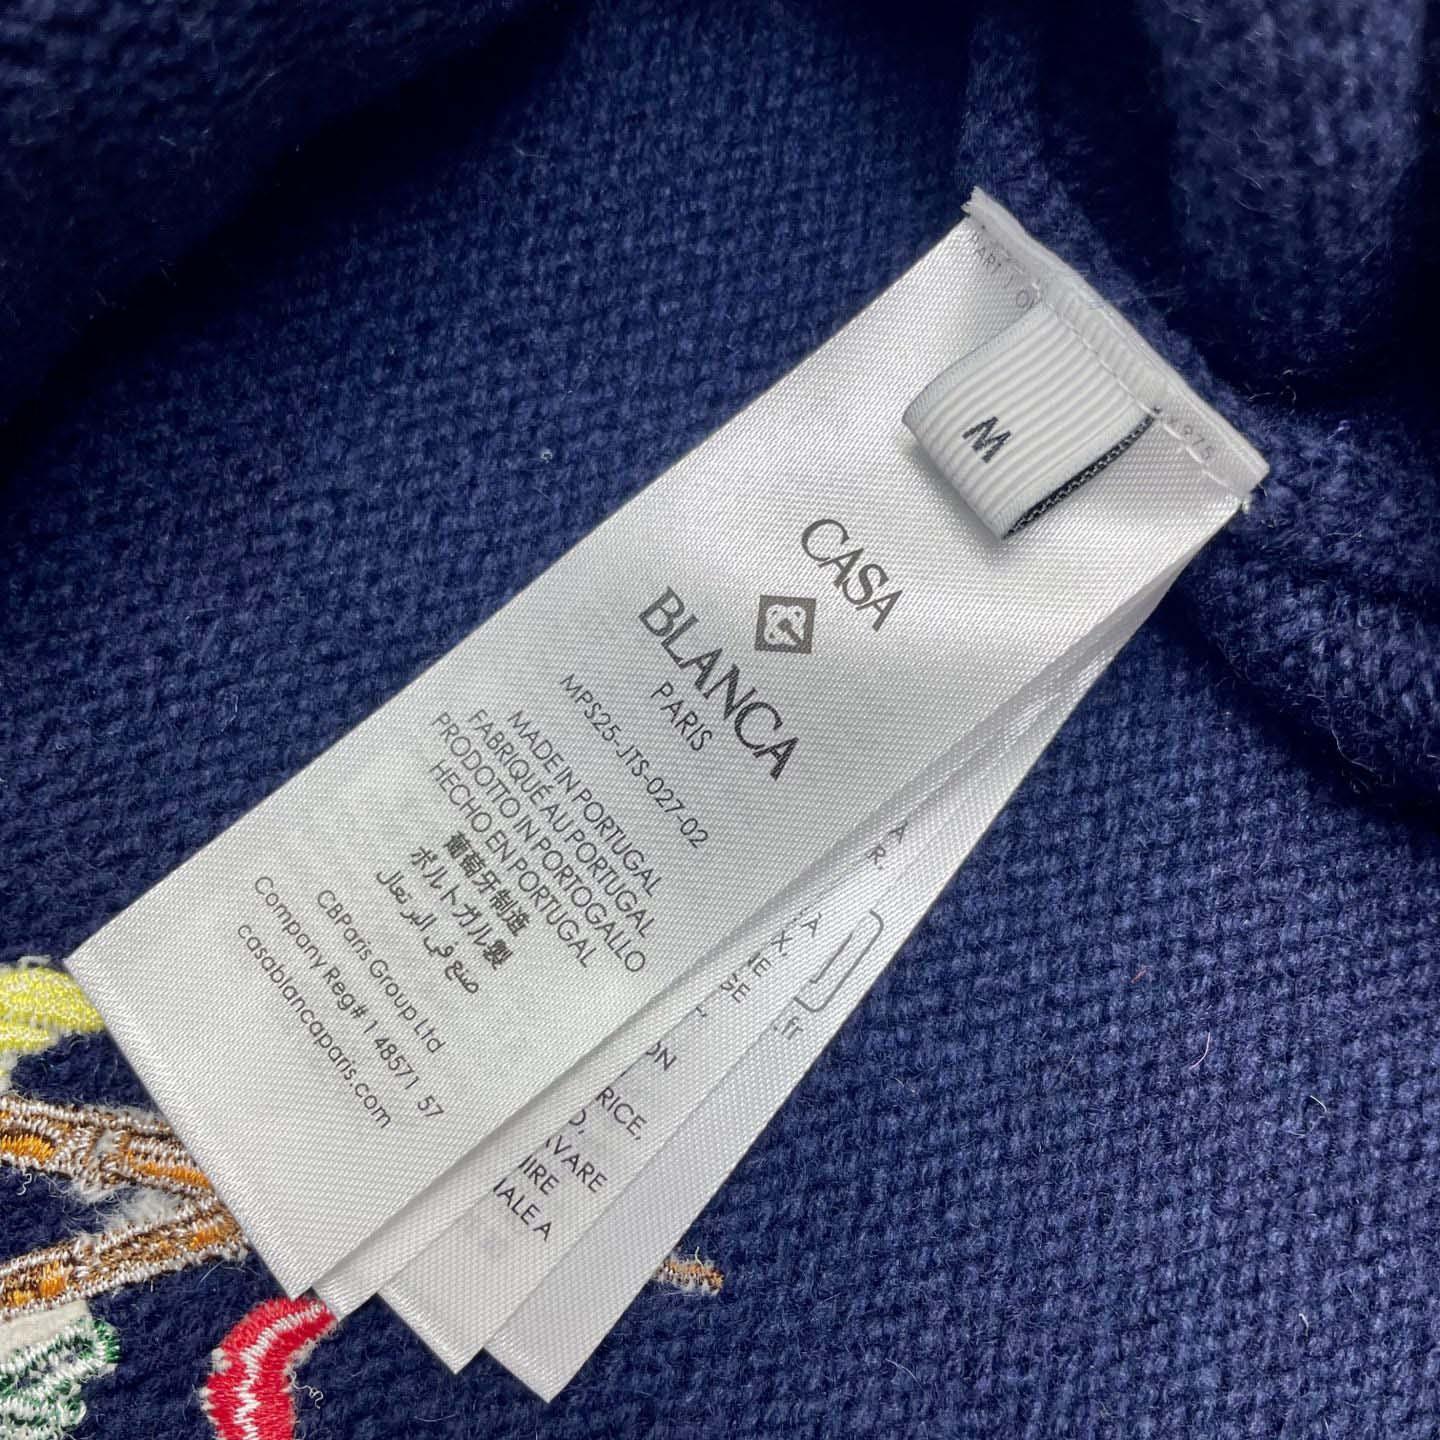 M
CASA
BLANCA
PARIS
MPS25-JTS-027-02
MADE IN PORTUGAL
FABRIQUÉ AU PORTUGAL
PRODOTTO IN PORTOGALLO
HECHO EN PORTUGAL
葡萄牙制造
ポルトガル製
صنع في البرتغال
CBParis Group Ltd
Company Reg# 1 48571 57
casablancaparis.com
A
R.
.fr
RICE,